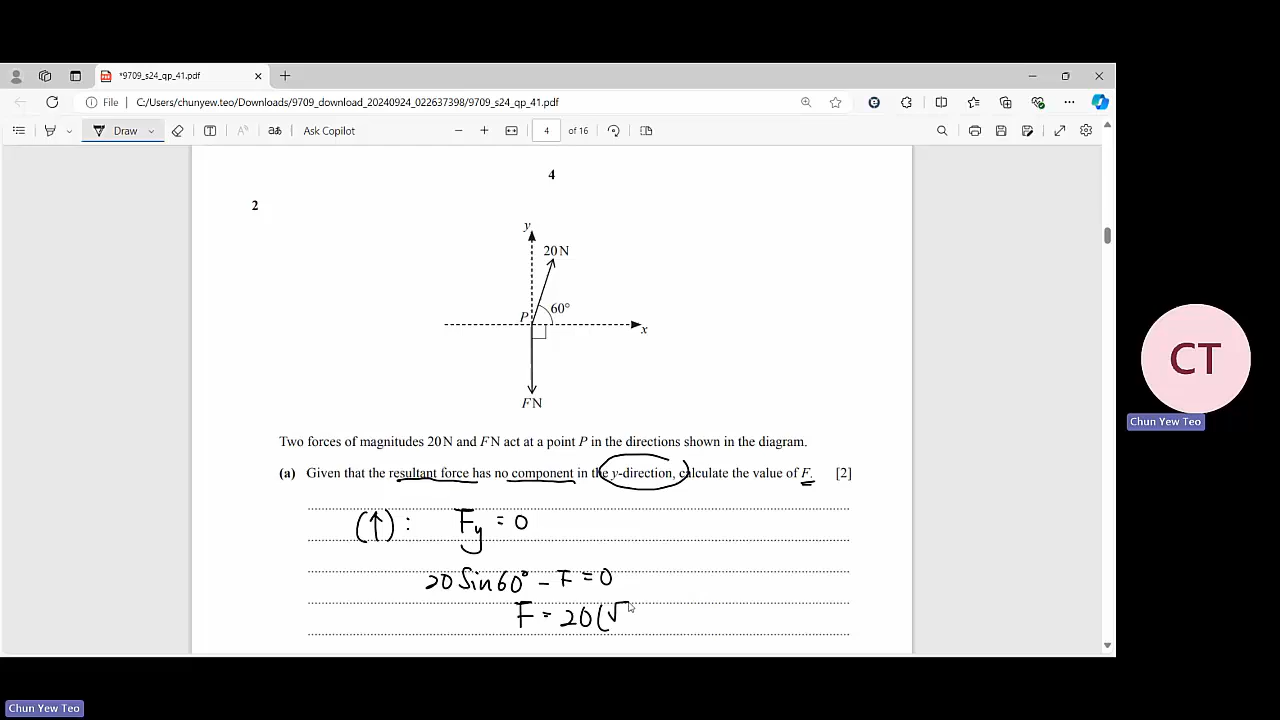 *9709_s24_qp_41.pdf
File C:/Users/chunyew.teo/Downloads/9709_download_20240924_022637398/9709_s24_qp_41.pdf
Draw aあ Ask Copilot 4 of 16
4
2
y
20 N
60°
P
x
F N
Two forces of magnitudes 20 N and F N act at a point P in the directions shown in the diagram.
(a) Given that the resultant force has no component in the y-direction, calculate the value of F. [2]
(↑) : Fy = 0
20 Sin 60° − F = 0
F = 20(√
CT
Chun Yew Teo
Chun Yew Teo